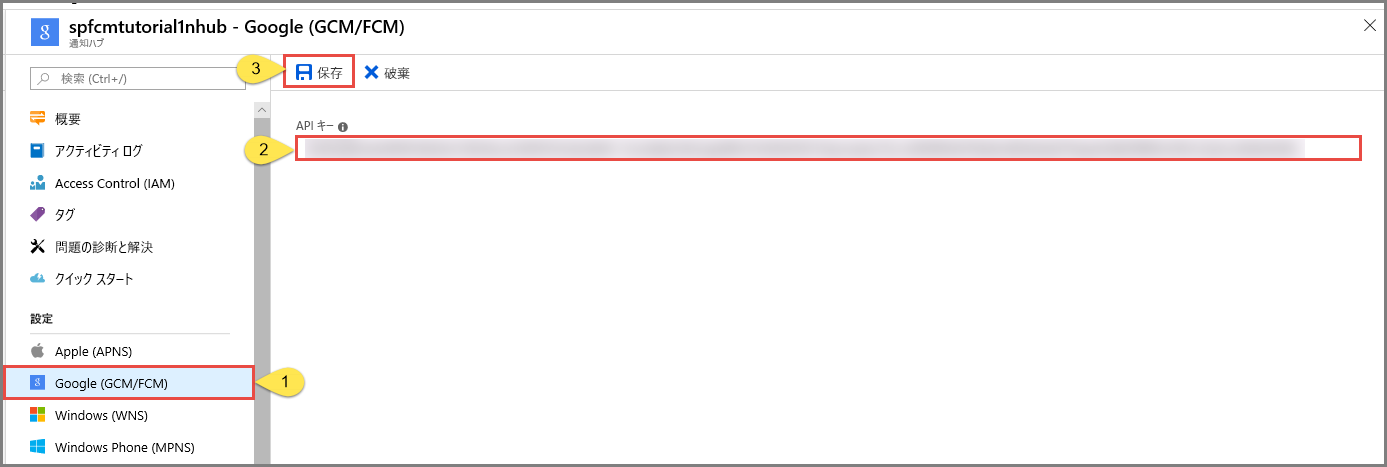 spfcmtutorial1nhub - Google (GCM/FCM)
通知ハブ
検索 (Ctrl+/)
3
保存
破棄
概要
アクティビティ ログ
Access Control (IAM)
タグ
問題の診断と解決
クイック スタート
設定
Apple (APNS)
Google (GCM/FCM)
1
Windows (WNS)
Windows Phone (MPNS)
API キー
2